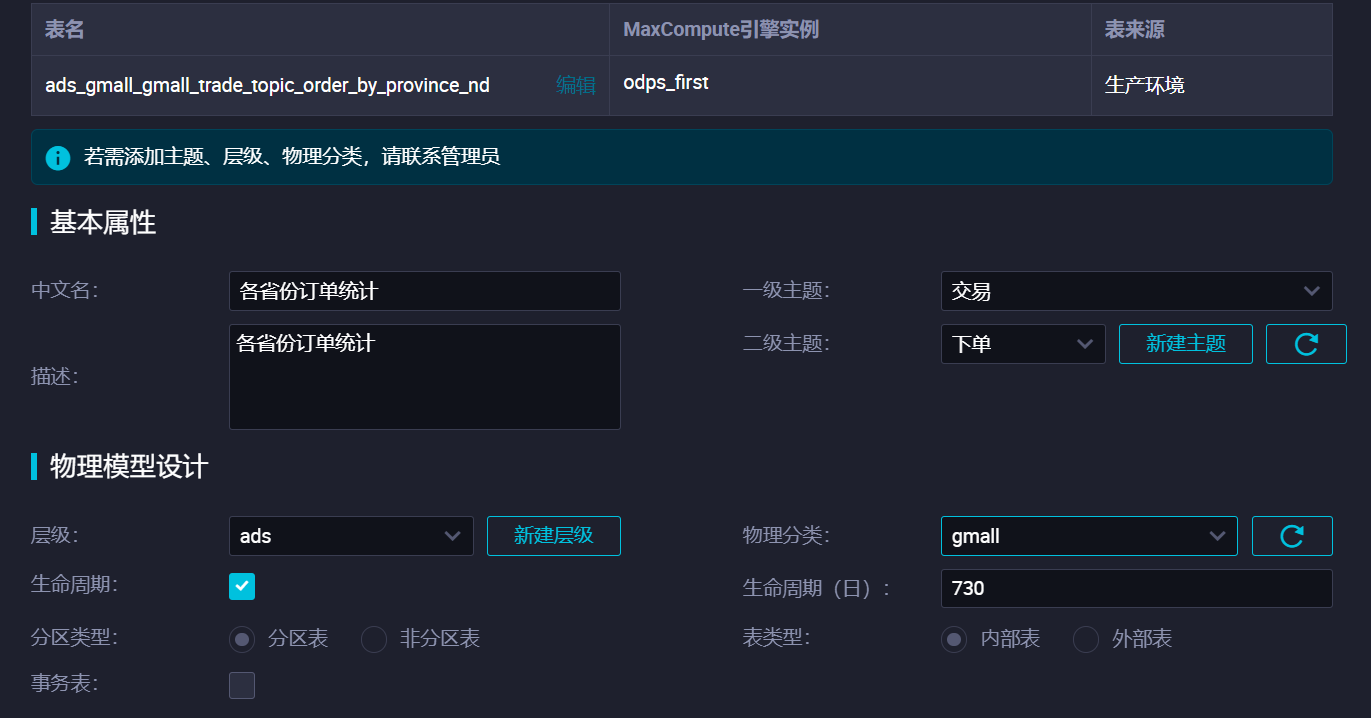 表名 MaxCompute引擎实例 表来源
ads_gmall_gmall_trade_topic_order_by_province_nd 编辑 odps_first 生产环境
若需添加主题、层级、物理分类，请联系管理员
基本属性
中文名： 各省份订单统计 一级主题： 交易
描述： 各省份订单统计 二级主题： 下单 新建主题
物理模型设计
层级： ads 新建层级 物理分类： gmall
生命周期： 生命周期（日）： 730
分区类型： 分区表 非分区表 表类型： 内部表 外部表
事务表：